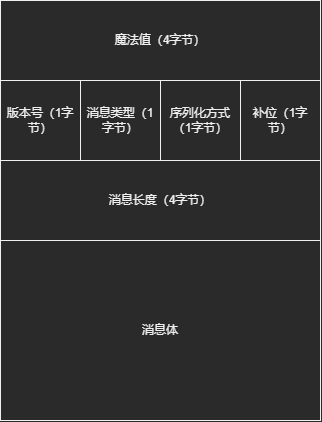 魔法值（4字节）
版本号（1字
节）
消息类型（1
字节）
序列化方式
（1字节）
补位（1字
节）
消息长度（4字节）
消息体